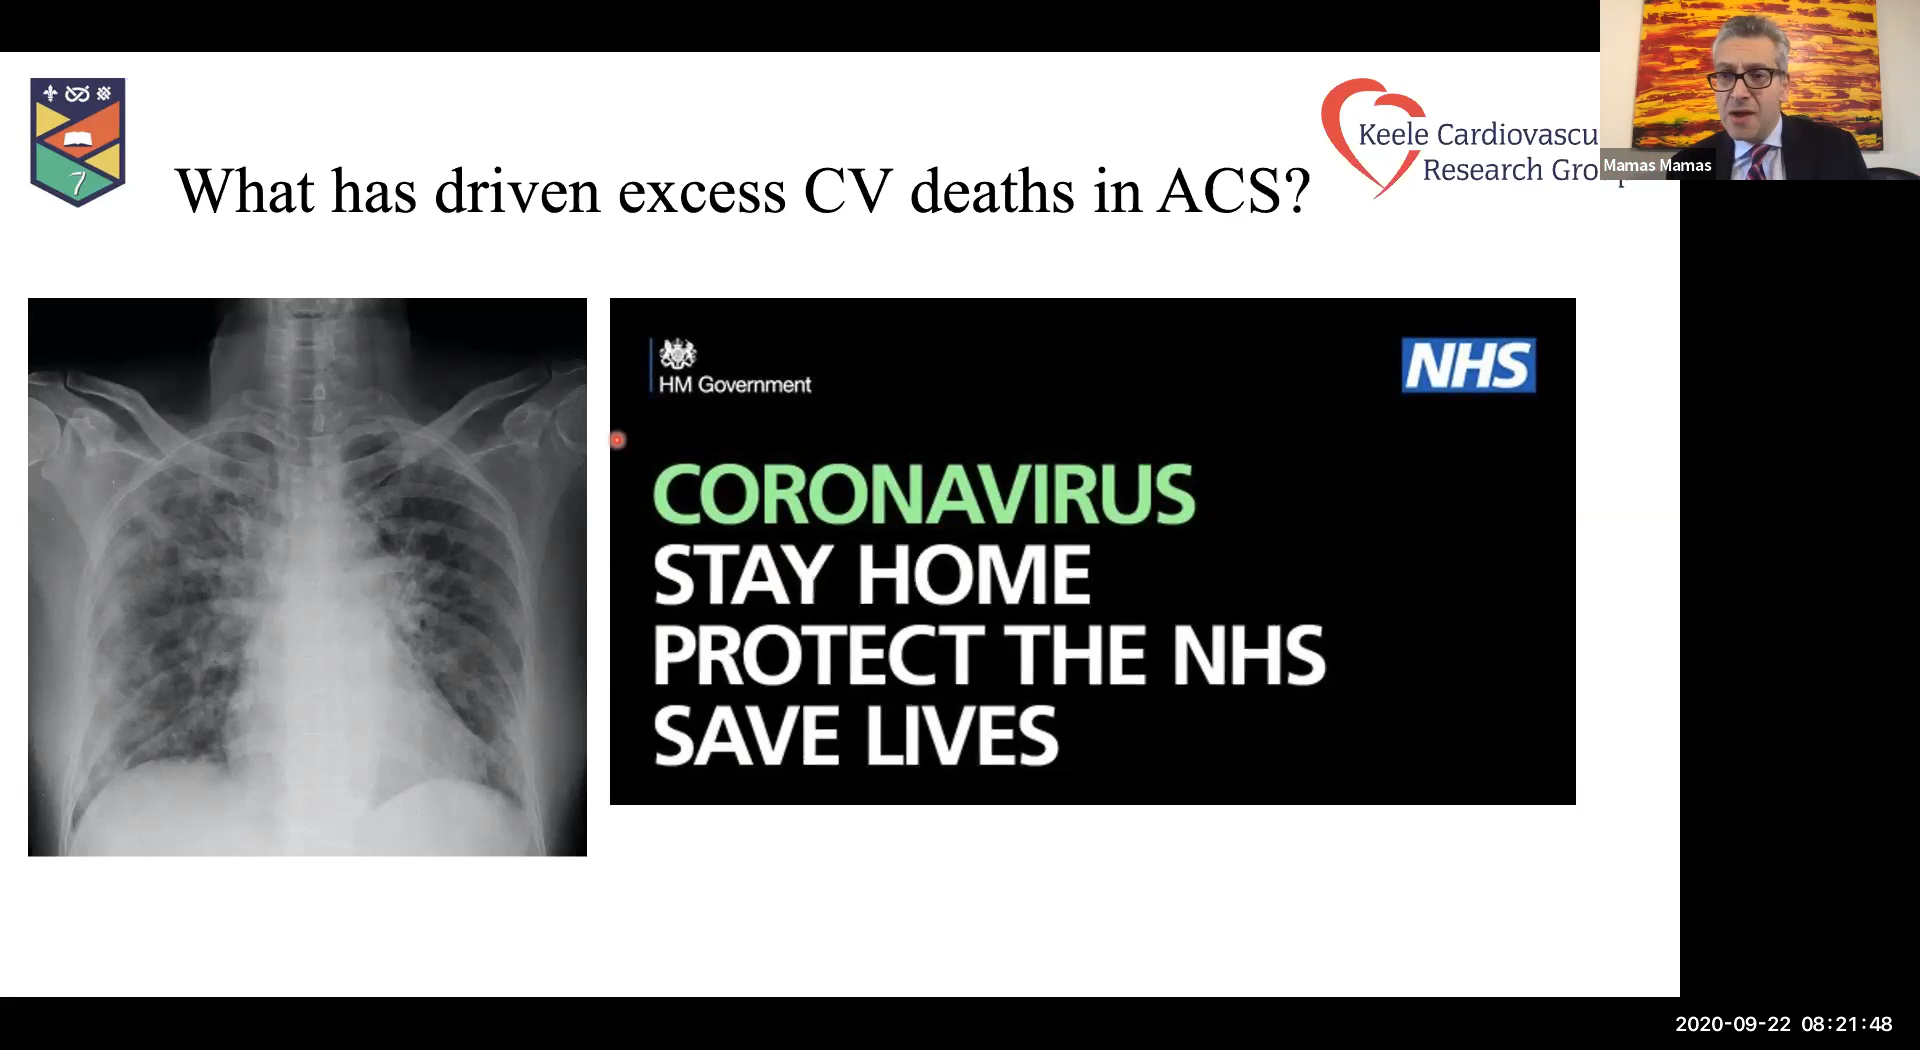 What has driven excess CV deaths in ACS?
Keele Cardiovascu
Research Gro
Mamas Mamas
HM Government
NHS
CORONAVIRUS
STAY HOME
PROTECT THE NHS
SAVE LIVES
2020-09-22 08:21:48